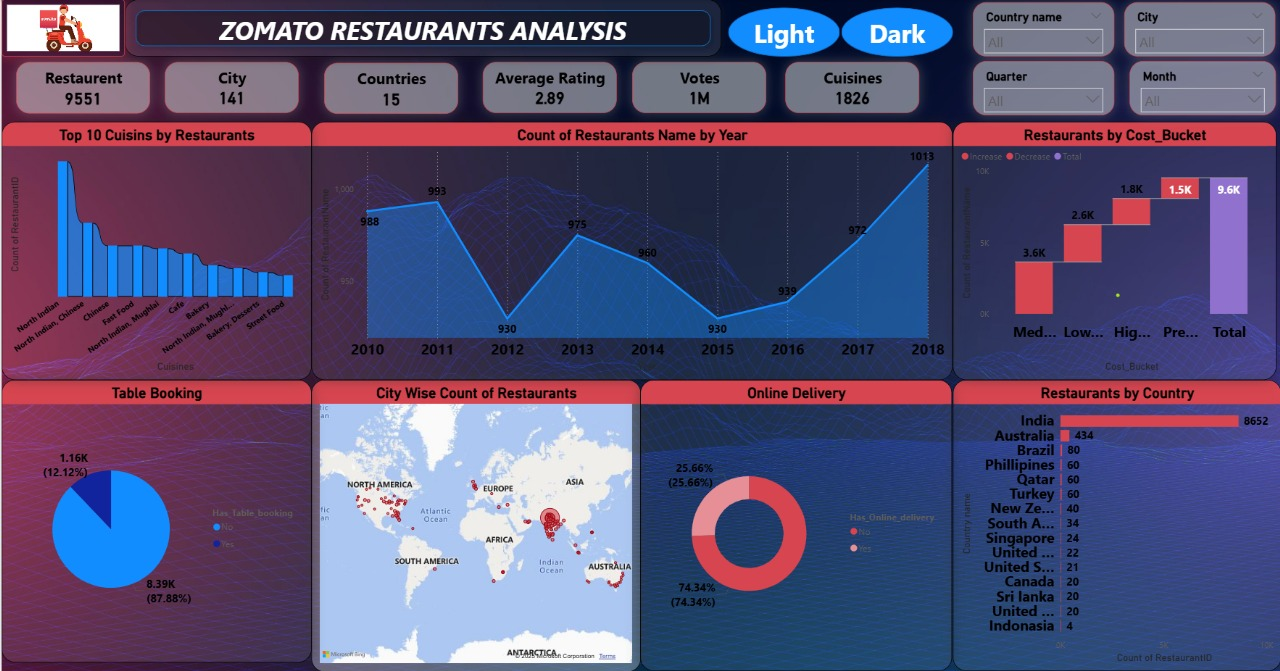 ZOMATO RESTAURANTS ANALYSIS
Light
Dark
Country name
All
City
All
Quarter
All
Month
All
Restaurent
9551
City
141
Countries
15
Average Rating
2.89
Votes
1M
Cuisines
1826
Top 10 Cuisins by Restaurants
Count of RestaurantID
North Indian
North Indian, Chinese
Chinese
Fast Food
North Indian, Mughlai
Cafe
Bakery
North Indian, Mughl...
Bakery, Desserts
Street Food
Cuisines
Count of Restaurants Name by Year
Count of RestaurantName
1,000
950
988
993
930
975
960
930
939
972
1013
2010 2011 2012 2013 2014 2015 2016 2017 2018
Restaurants by Cost_Bucket
Increase Decrease Total
Count of RestaurantName
10K
5K
0K
3.6K
2.6K
1.8K
1.5K
9.6K
Med... Low... Hig... Pre... Total
Cost_Bucket
Table Booking
1.16K
(12.12%)
8.39K
(87.88%)
Has_Table_booking
No
Yes
City Wise Count of Restaurants
NORTH AMERICA
EUROPE
ASIA
Atlantic
Ocean
AFRICA
SOUTH AMERICA
Indian
Ocean
AUSTRALIA
ANTARCTICA
Microsoft Bing
© 2025 Microsoft Corporation Terms
Online Delivery
25.66%
(25.66%)
74.34%
(74.34%)
Has_Online_delivery
No
Yes
Restaurants by Country
Country name
India 8652
Australia 434
Brazil 80
Phillipines 60
Qatar 60
Turkey 60
New Ze... 40
South A... 34
Singapore 24
United ... 22
United S... 21
Canada 20
Sri lanka 20
United ... 20
Indonasia 4
0K 5K 10K
Count of RestaurantID